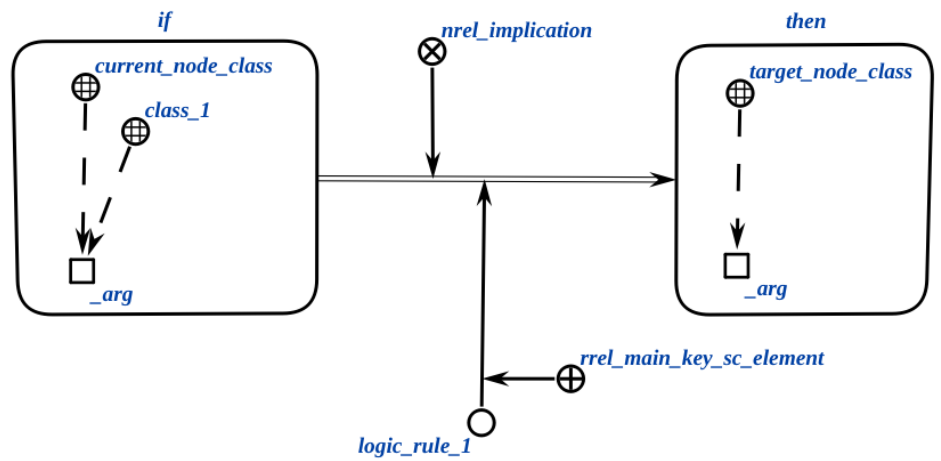 if
nrel_implication
then
current_node_class
class_1
_arg
target_node_class
_arg
rrel_main_key_sc_element
logic_rule_1